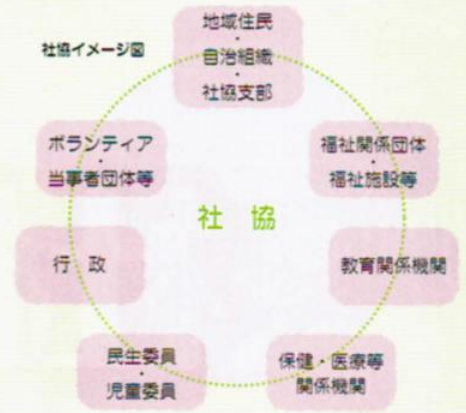 社協イメージ図
地域住民
・
自治組織
・
社協支部
ボランティア
・
当事者団体等
福祉関係団体
・
福祉施設等
社 協
行 政
教育関係機関
民生委員
・
児童委員
保健・医療等
関係機関